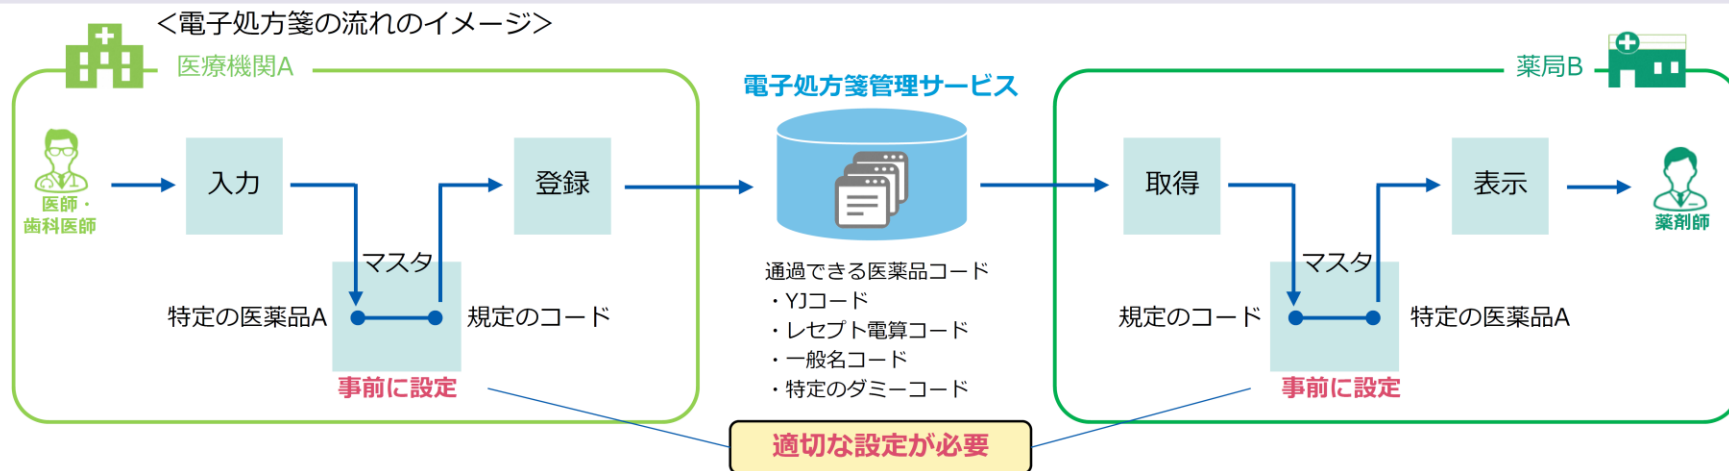 ＜電子処方箋の流れのイメージ＞
医療機関A
医師・
歯科医師
入力
登録
マスタ
特定の医薬品A
規定のコード
事前に設定
電子処方箋管理サービス
通過できる医薬品コード
・YJコード
・レセプト電算コード
・一般名コード
・特定のダミーコード
薬局B
取得
表示
薬剤師
マスタ
規定のコード
特定の医薬品A
事前に設定
適切な設定が必要